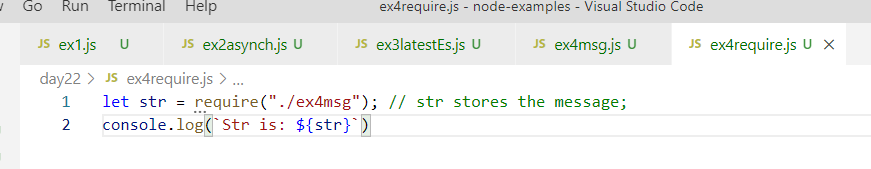 Go Run Terminal Help ex4require.js - node-examples - Visual Studio Code
JS ex1.js U JS ex2asynch.js U JS ex3latestEs.js U JS ex4msg.js U JS ex4require.js U ×
day22 > JS ex4require.js > ...
1 let str = require("./ex4msg"); // str stores the message;
2 console.log(`Str is: ${str}`)